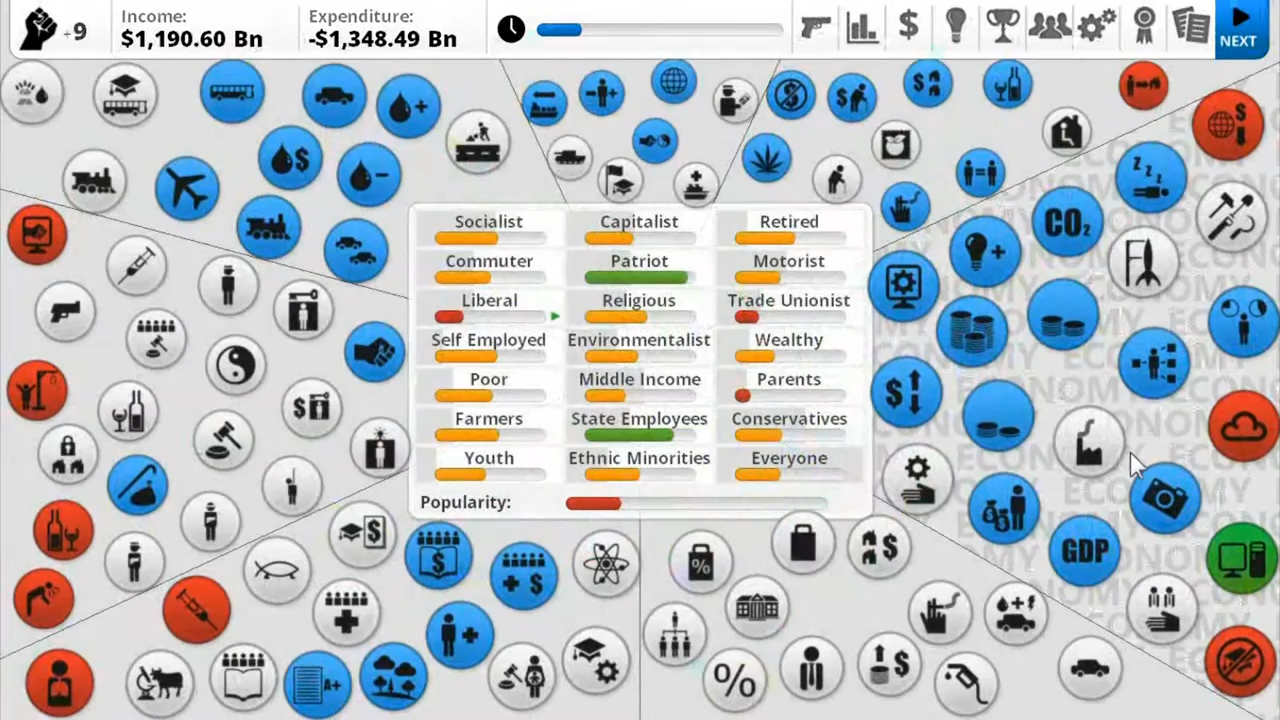 +9
Income:
$1,190.60 Bn
Expenditure:
-$1,348.49 Bn
NEXT
Socialist
Capitalist
Retired
Commuter
Patriot
Motorist
Liberal
Religious
Trade Unionist
Self Employed
Environmentalist
Wealthy
Poor
Middle Income
Parents
Farmers
State Employees
Conservatives
Youth
Ethnic Minorities
Everyone
Popularity:
CO₂
GDP
A+
ECONOMY